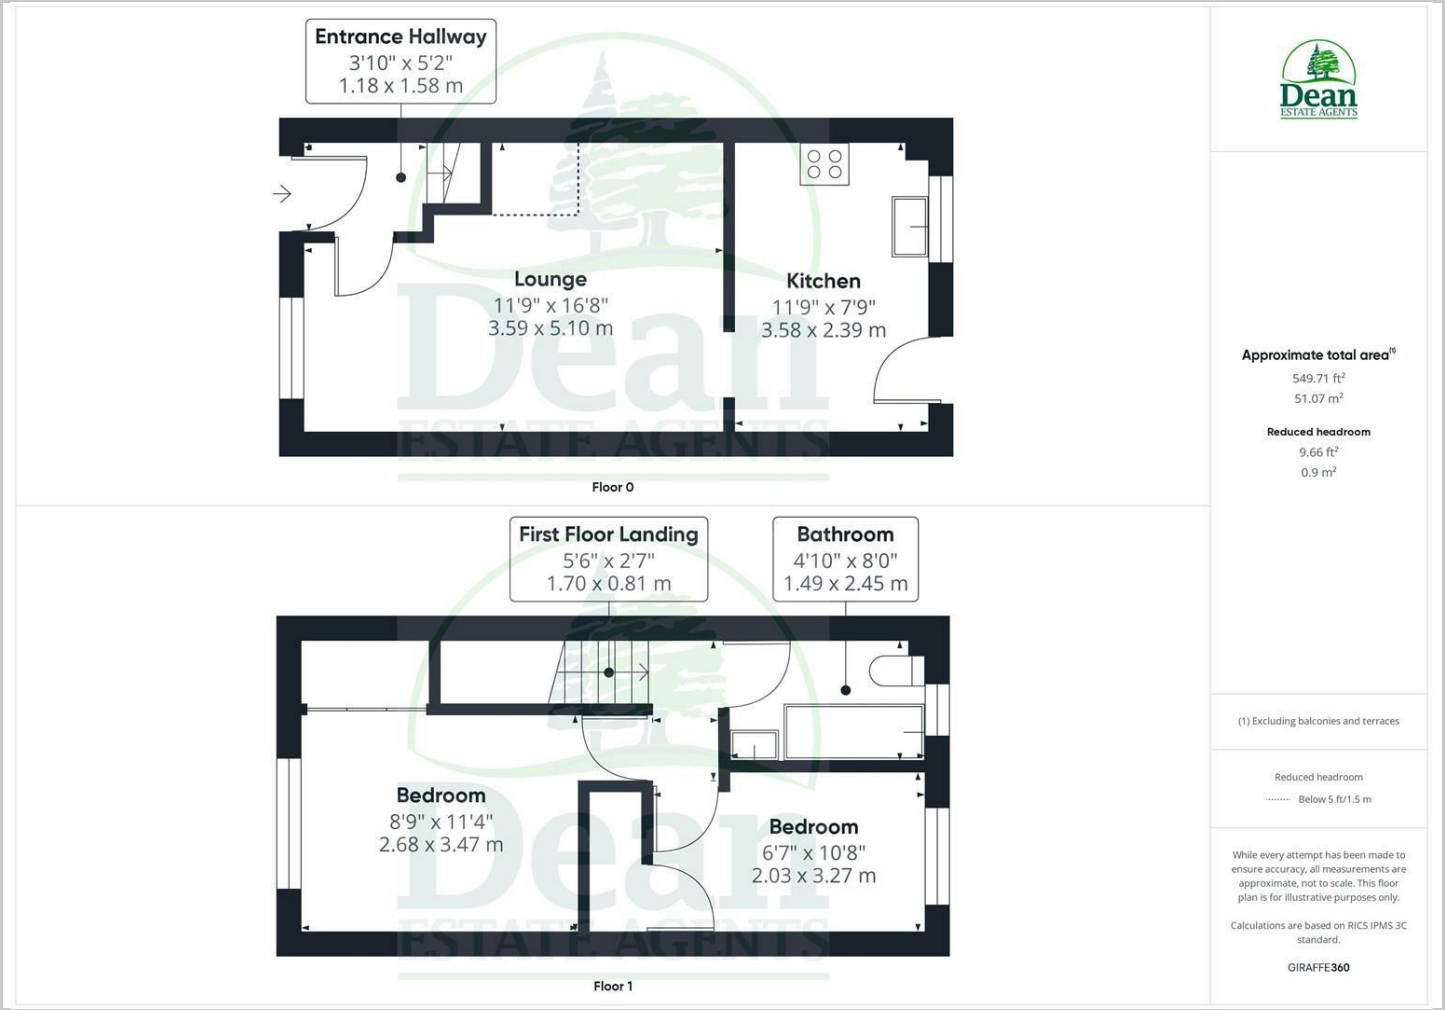 Entrance Hallway
3'10" x 5'2"
1.18 x 1.58 m
Lounge
11'9" x 16'8"
3.59 x 5.10 m
Kitchen
11'9" x 7'9"
3.58 x 2.39 m
Dean
ESTATE AGENTS
Floor 0
First Floor Landing
5'6" x 2'7"
1.70 x 0.81 m
Bathroom
4'10" x 8'0"
1.49 x 2.45 m
Bedroom
8'9" x 11'4"
2.68 x 3.47 m
Bedroom
6'7" x 10'8"
2.03 x 3.27 m
Dean
ESTATE AGENTS
Floor 1
Dean
ESTATE AGENTS
Approximate total area(1)
549.71 ft²
51.07 m²
Reduced headroom
9.66 ft²
0.9 m²
(1) Excluding balconies and terraces
Reduced headroom
Below 5 ft/1.5 m
While every attempt has been made to
ensure accuracy, all measurements are
approximate, not to scale. This floor
plan is for illustrative purposes only.
Calculations are based on RICS IPMS 3C
standard.
GIRAFFE360